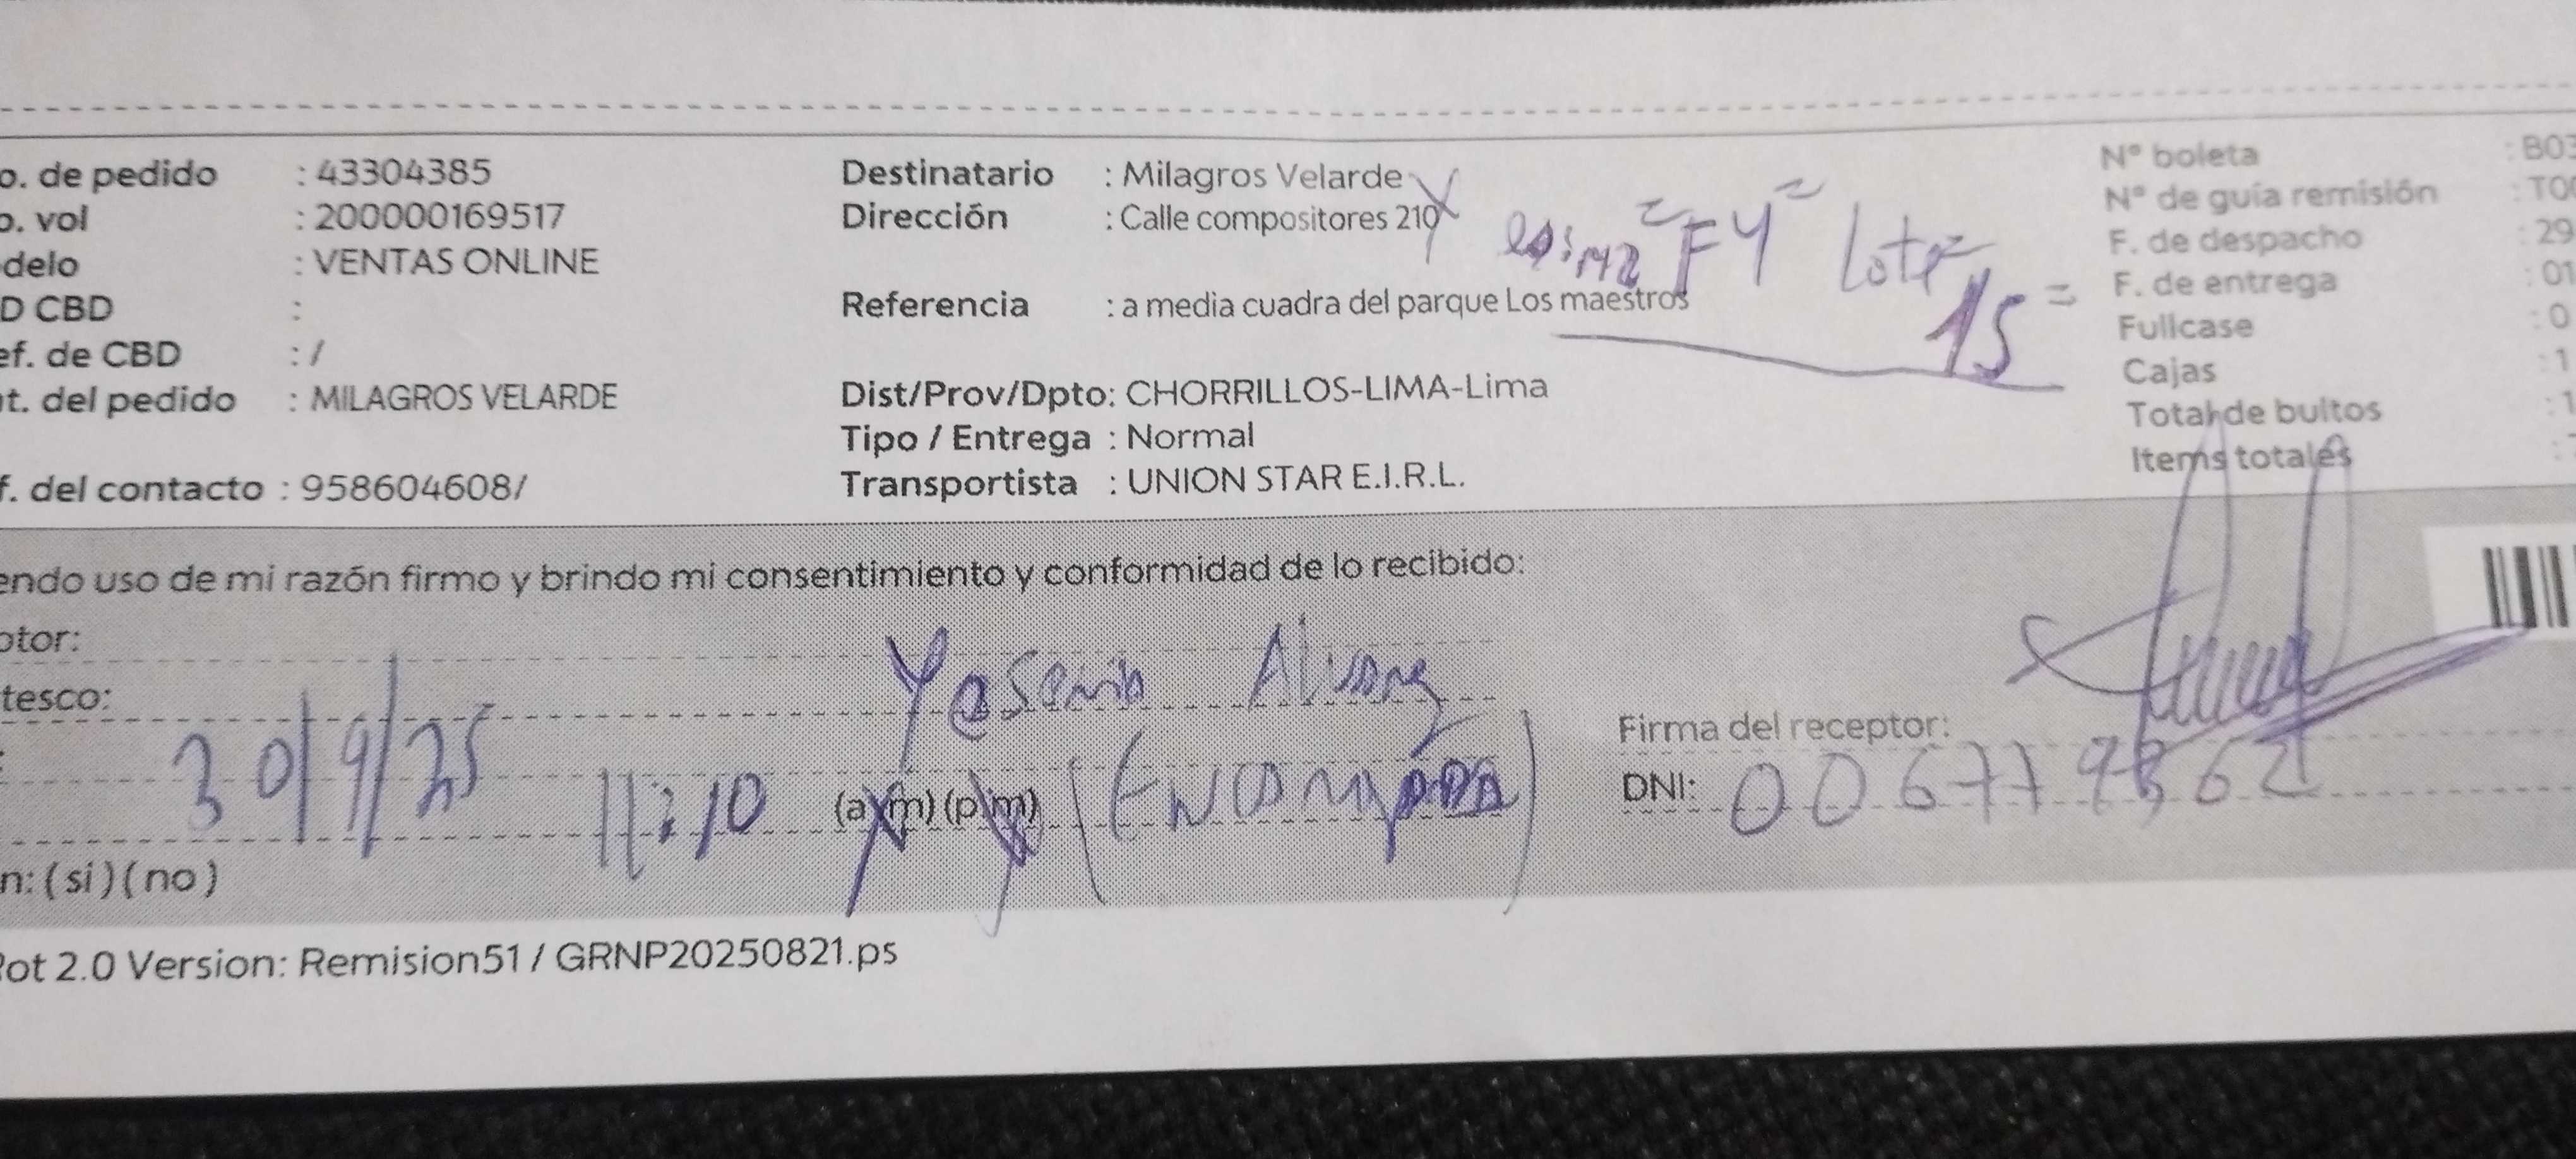 o. de pedido : 43304385
o. vol : 200000169517
delo : VENTAS ONLINE
D CBD :
ef. de CBD : /
t. del pedido : MILAGROS VELARDE
f. del contacto : 958604608/
Destinatario : Milagros Velarde
Dirección : Calle compositores 210
es: MZ F4 Lote
15
Referencia : a media cuadra del parque Los maestros
Dist/Prov/Dpto: CHORRILLOS-LIMA-Lima
Tipo / Entrega : Normal
Transportista : UNION STAR E.I.R.L.
N° boleta : B03
N° de guía remisión : T00
F. de despacho : 29
F. de entrega : 01
Fullcase : 0
Cajas : 1
Total de bultos : 1
Items totales :
endo uso de mi razón firmo y brindo mi consentimiento y conformidad de lo recibido:
ptor:
Yesenia
tesco:
30/9/25
11:10 (a m) (p m)
Firma del receptor:
DNI:
n: ( si ) ( no )
Rot 2.0 Version: Remision51 / GRNP20250821.ps